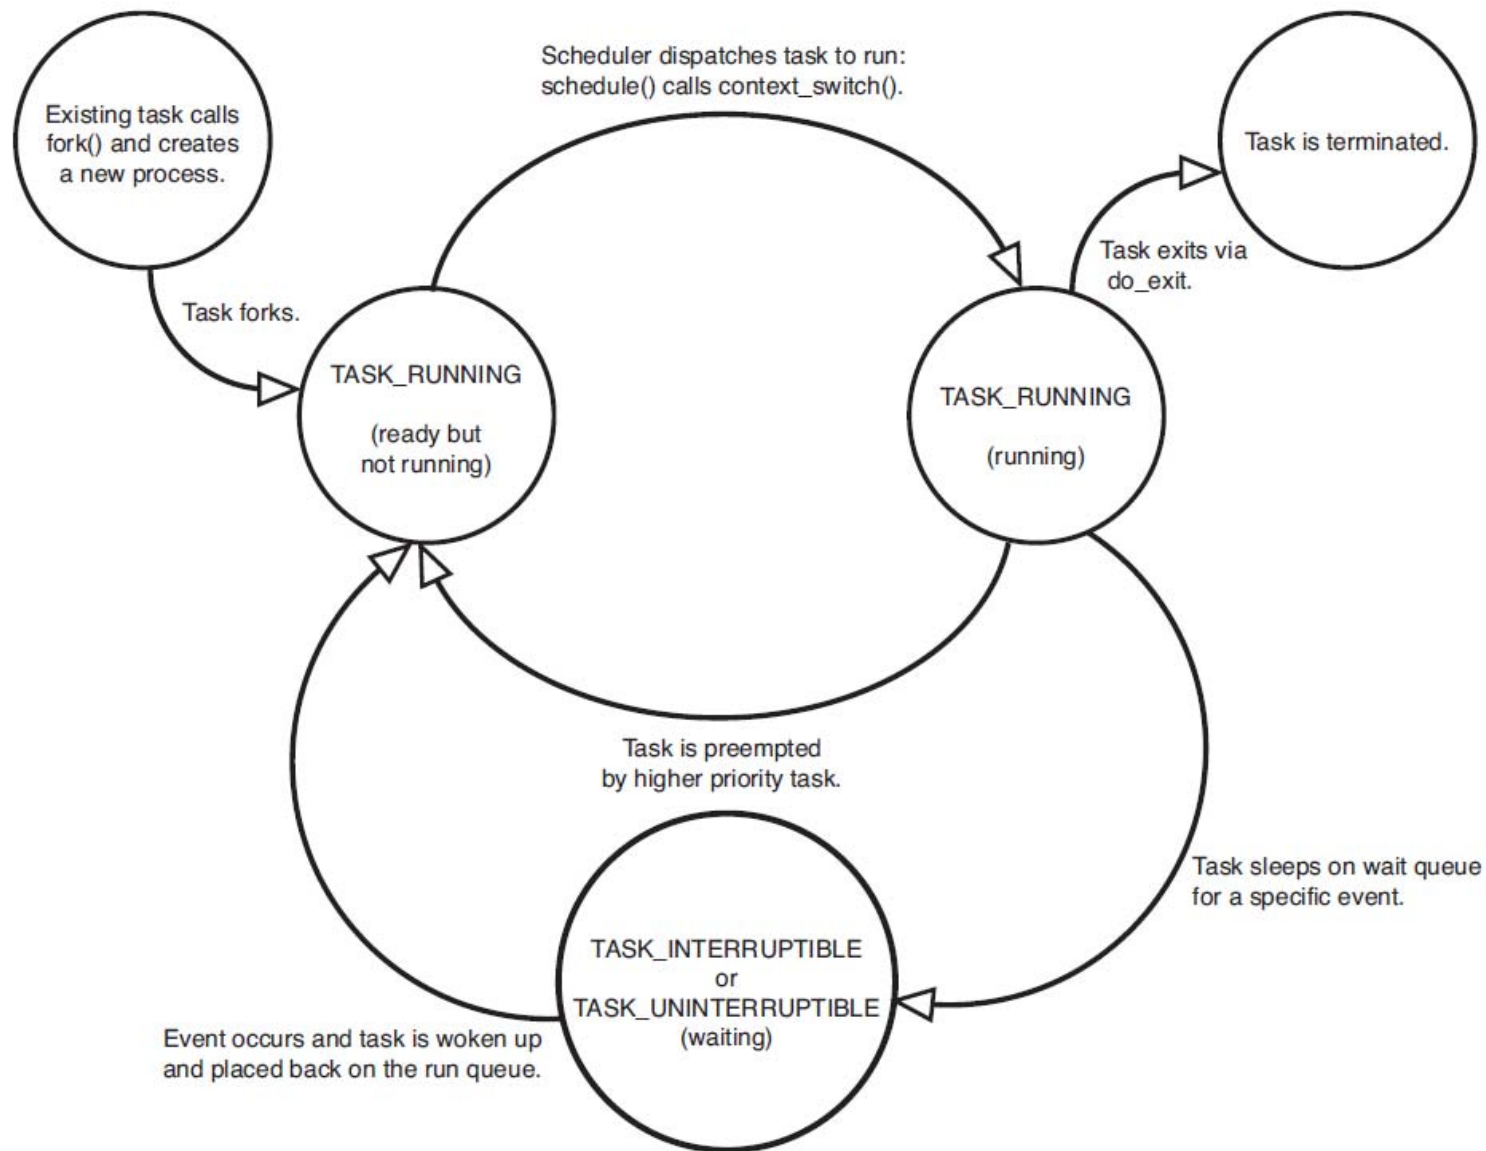 Existing task calls
fork() and creates
a new process.
Scheduler dispatches task to run:
schedule() calls context_switch().
Task is terminated.
Task exits via
do_exit.
Task forks.
TASK_RUNNING
(ready but
not running)
TASK_RUNNING
(running)
Task is preempted
by higher priority task.
Task sleeps on wait queue
for a specific event.
TASK_INTERRUPTIBLE
or
TASK_UNINTERRUPTIBLE
(waiting)
Event occurs and task is woken up
and placed back on the run queue.